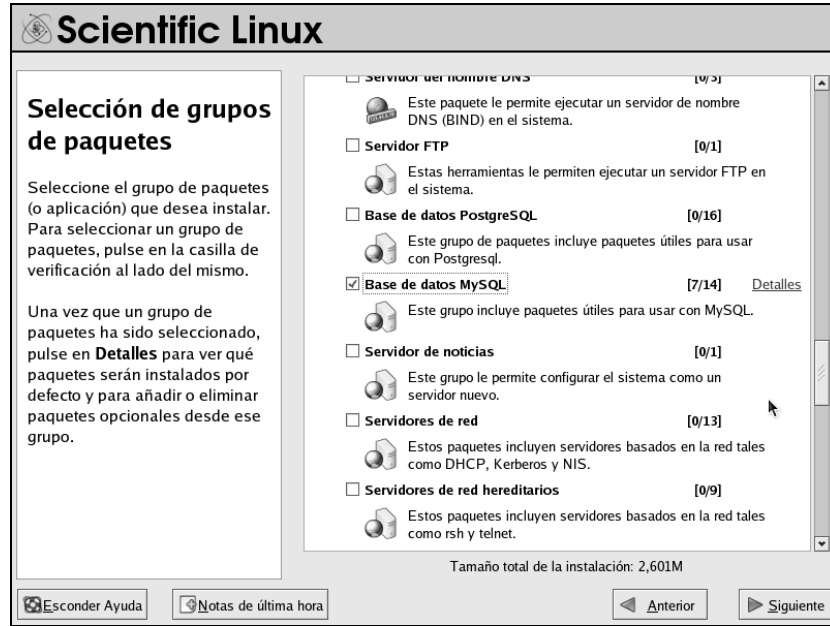 Scientific Linux
Selección de grupos
de paquetes
Seleccione el grupo de paquetes
(o aplicación) que desea instalar.
Para seleccionar un grupo de
paquetes, pulse en la casilla de
verificación al lado del mismo.
Una vez que un grupo de
paquetes ha sido seleccionado,
pulse en Detalles para ver qué
paquetes serán instalados por
defecto y para añadir o eliminar
paquetes opcionales desde ese
grupo.
Servidor del nombre DNS [0/3]
Este paquete le permite ejecutar un servidor de nombre
DNS (BIND) en el sistema.
Servidor FTP [0/1]
Estas herramientas le permiten ejecutar un servidor FTP en
el sistema.
Base de datos PostgreSQL [0/16]
Este grupo de paquetes incluye paquetes útiles para usar
con Postgresql.
Base de datos MySQL [7/14] Detalles
Este grupo incluye paquetes útiles para usar con MySQL.
Servidor de noticias [0/1]
Este grupo le permite configurar el sistema como un
servidor nuevo.
Servidores de red [0/13]
Estos paquetes incluyen servidores basados en la red tales
como DHCP, Kerberos y NIS.
Servidores de red hereditarios [0/9]
Estos paquetes incluyen servidores basados en la red tales
como rsh y telnet.
Tamaño total de la instalación: 2,601M
Esconder Ayuda Notas de última hora Anterior Siguiente